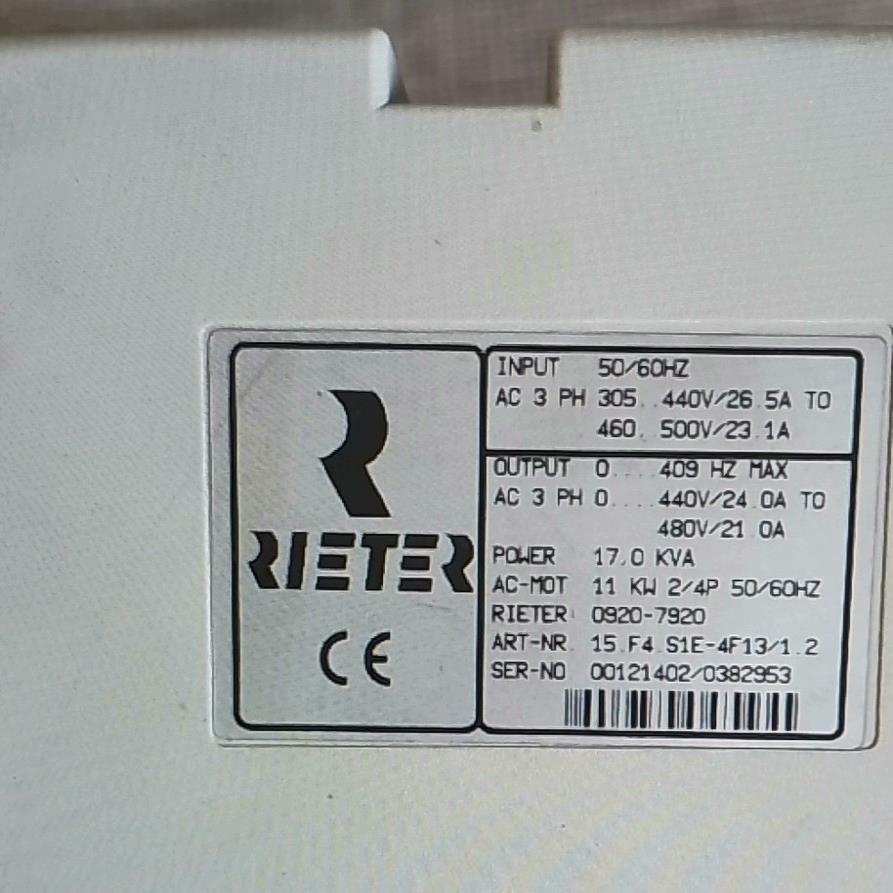 RIETER
CE
INPUT 50/60HZ
AC 3 PH 305...440V/26.5A TO
460...500V/23.1A
OUTPUT 0....409 HZ MAX
AC 3 PH 0....440V/24.0A TO
480V/21.0A
POWER 17.0 KVA
AC-MOT 11 KW 2/4P 50/60HZ
RIETER: 0920-7920
ART-NR. 15.F4.S1E-4F13/1.2
SER-NO 00121402/0382953